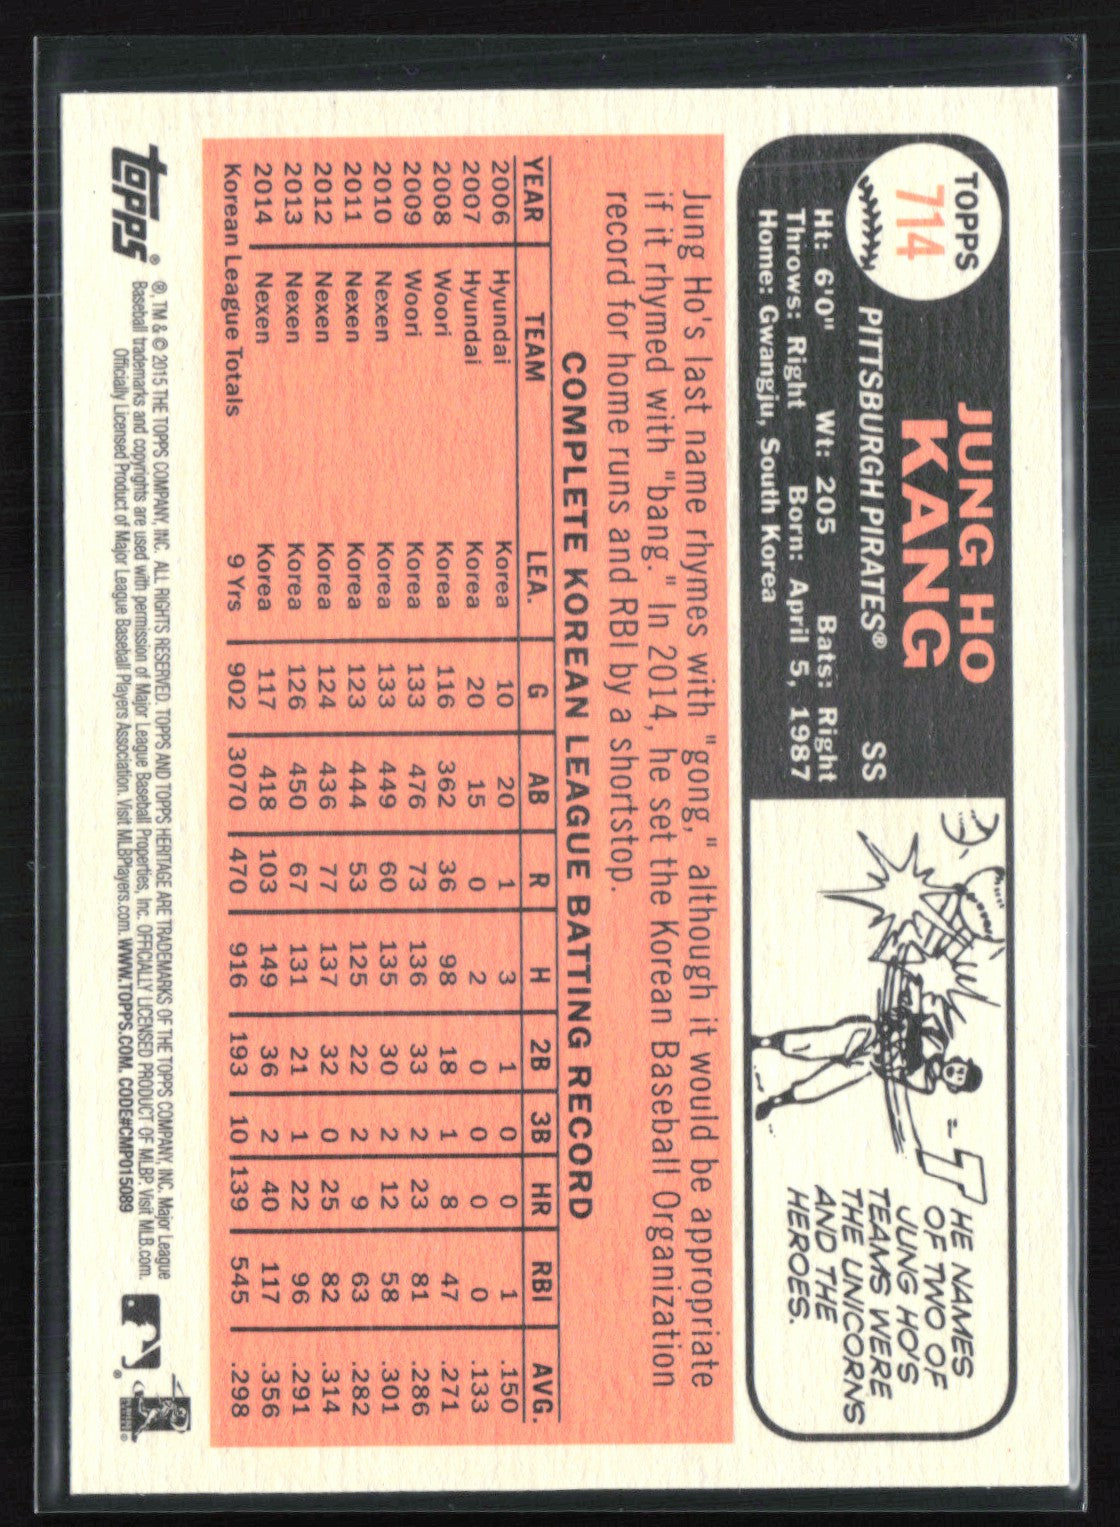 TOPPS
714
JUNG HO
KANG
PITTSBURGH PIRATES® SS
Ht: 6'0" Wt: 205 Bats: Right
Throws: Right Born: April 5, 1987
Home: Gwangju, South Korea
THE NAMES
OF TWO OF
JUNG HO'S
TEAMS WERE
THE UNICORNS
AND THE
HEROES.
Jung Ho's last name rhymes with "gong," although it would be appropriate
if it rhymed with "bang." In 2014, he set the Korean Baseball Organization
record for home runs and RBI by a shortstop.
COMPLETE KOREAN LEAGUE BATTING RECORD
YEAR TEAM LEA. G AB R H 2B 3B HR RBI AVG.
2006 Hyundai Korea 10 20 1 3 1 0 0 1 .150
2007 Hyundai Korea 20 15 0 2 0 0 0 0 .133
2008 Woori Korea 116 362 36 98 18 1 8 47 .271
2009 Woori Korea 133 476 73 136 33 2 23 81 .286
2010 Nexen Korea 133 449 60 135 30 2 12 58 .301
2011 Nexen Korea 123 444 53 125 22 2 9 63 .282
2012 Nexen Korea 124 436 77 137 32 0 25 82 .314
2013 Nexen Korea 126 450 67 131 21 1 22 96 .291
2014 Nexen Korea 117 418 103 149 36 2 40 117 .356
Korean League Totals 9 Yrs 902 3070 470 916 193 10 139 545 .298
topps®
®, TM & © 2015 THE TOPPS COMPANY, INC. ALL RIGHTS RESERVED. TOPPS AND TOPPS HERITAGE ARE TRADEMARKS OF THE TOPPS COMPANY, INC. Major League
Baseball trademarks and copyrights are used with permission of Major League Baseball Properties, Inc. OFFICIALLY LICENSED PRODUCT OF MLBP. Visit MLB.com.
Officially Licensed Product of Major League Baseball Players Association. Visit MLBPlayers.com. WWW.TOPPS.COM. CODE#CMP015089